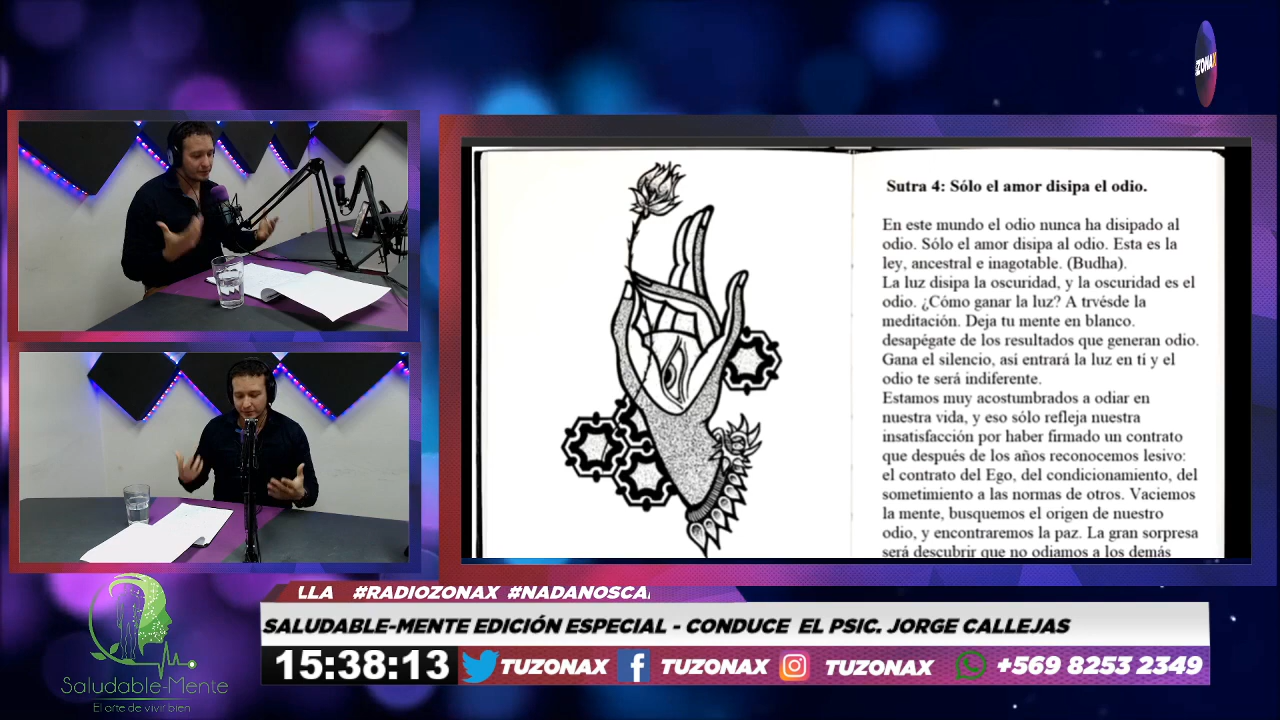 ZONAX
Sutra 4: Sólo el amor disipa el odio.
En este mundo el odio nunca ha disipado al
odio. Sólo el amor disipa al odio. Esta es la
ley, ancestral e inagotable. (Budha).
La luz disipa la oscuridad, y la oscuridad es el
odio. ¿Cómo ganar la luz? A trvésde la
meditación. Deja tu mente en blanco.
desapégate de los resultados que generan odio.
Gana el silencio, así entrará la luz en tí y el
odio te será indiferente.
Estamos muy acostumbrados a odiar en
nuestra vida, y eso sólo refleja nuestra
insatisfacción por haber firmado un contrato
que después de los años reconocemos lesivo:
el contrato del Ego, del condicionamiento, del
sometimiento a las normas de otros. Vaciemos
la mente, busquemos el origen de nuestro
odio, y encontraremos la paz. La gran sorpresa
será descubrir que no odiamos a los demás
LLA #RADIOZONAX #NADANOSCA
SALUDABLE-MENTE EDICIÓN ESPECIAL - CONDUCE EL PSIC. JORGE CALLEJAS
15:38:13 TUZONAX TUZONAX TUZONAX +569 8253 2349
Saludable-Mente
El arte de vivir bien